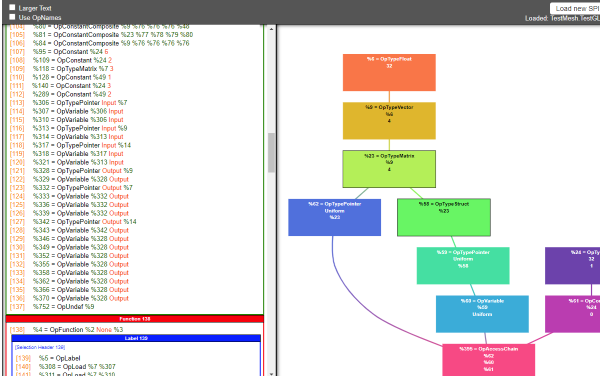 Larger Text
Use OpNames
Load new SPI
Loaded: TestMesh.TestGL
[104] %80 = OpConstantComposite %9 %76 %76 %76 %48
[105] %81 = OpConstantComposite %23 %77 %78 %79 %80
[106] %84 = OpConstantComposite %9 %76 %76 %76 %76
[107] %95 = OpConstant %24 6
[108] %109 = OpConstant %24 2
[109] %118 = OpTypeMatrix %7 3
[110] %128 = OpConstant %49 1
[111] %140 = OpConstant %24 3
[112] %289 = OpConstant %49 2
[113] %306 = OpTypePointer Input %7
[114] %307 = OpVariable %306 Input
[115] %310 = OpVariable %306 Input
[116] %313 = OpTypePointer Input %9
[117] %314 = OpVariable %313 Input
[118] %317 = OpTypePointer Input %14
[119] %318 = OpVariable %317 Input
[120] %321 = OpVariable %313 Input
[121] %328 = OpTypePointer Output %9
[122] %329 = OpVariable %328 Output
[123] %332 = OpTypePointer Output %7
[124] %333 = OpVariable %332 Output
[125] %336 = OpVariable %332 Output
[126] %339 = OpVariable %332 Output
[127] %342 = OpTypePointer Output %14
[128] %343 = OpVariable %342 Output
[129] %346 = OpVariable %328 Output
[130] %349 = OpVariable %328 Output
[131] %352 = OpVariable %328 Output
[132] %355 = OpVariable %328 Output
[133] %358 = OpVariable %328 Output
[134] %362 = OpVariable %328 Output
[135] %366 = OpVariable %328 Output
[136] %370 = OpVariable %328 Output
[137] %752 = OpUndef %9
Function 138
[138] %4 = OpFunction %2 None %3
Label 139
[Selection Header 139]
[139] %5 = OpLabel
[140] %308 = OpLoad %7 %307
[141] %311 = OpLoad %7 %310
%6 = OpTypeFloat
32
%9 = OpTypeVector
%6
4
%23 = OpTypeMatrix
%9
4
%62 = OpTypePointer
Uniform
%23
%58 = OpTypeStruct
%23
%59 = OpTypePointer
Uniform
%58
%24 = OpTy
32
1
%60 = OpVariable
%59
Uniform
%61 = OpCon
%24
0
= OpAccessChain
%62
%60
%61